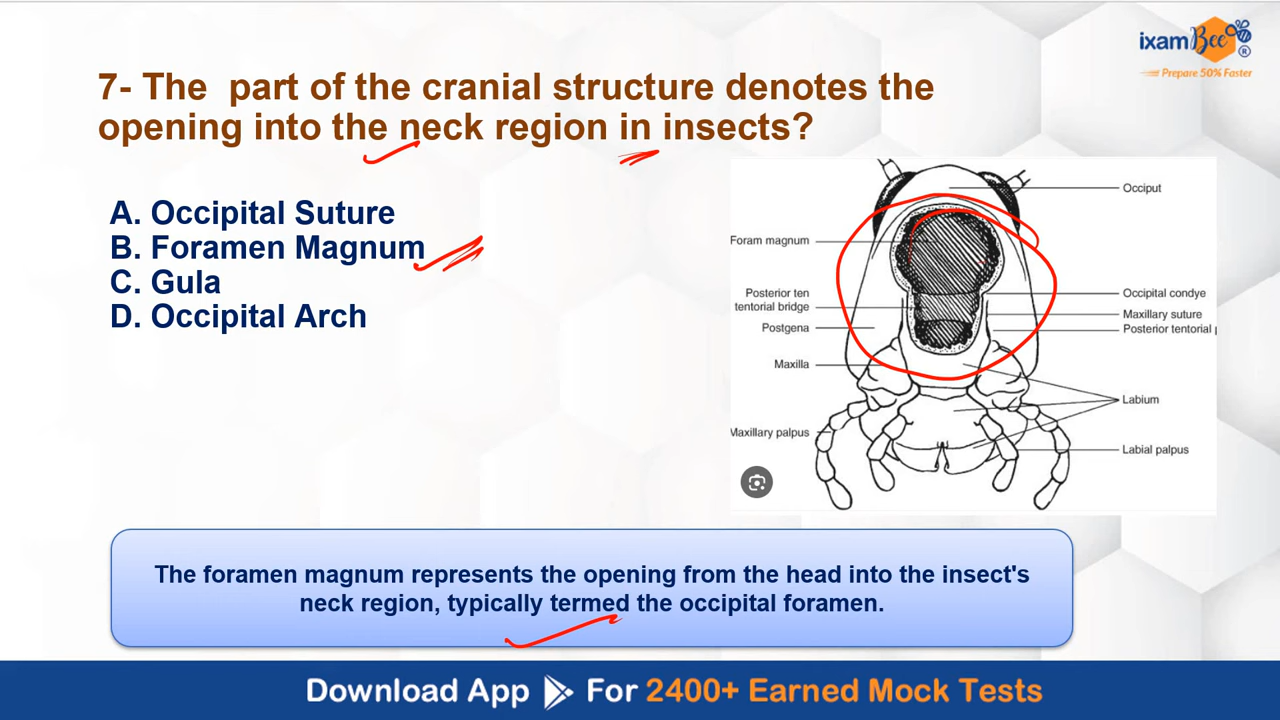 ixamBee
®
Prepare 50% Faster
7- The part of the cranial structure denotes the
opening into the neck region in insects?
A. Occipital Suture
B. Foramen Magnum
C. Gula
D. Occipital Arch
Occiput
Foram magnum
Posterior ten
tentorial bridge
Postgena
Maxilla
Maxillary palpus
Occipital condye
Maxillary suture
Posterior tentorial
Labium
Labial palpus
The foramen magnum represents the opening from the head into the insect's
neck region, typically termed the occipital foramen.
Download App For 2400+ Earned Mock Tests